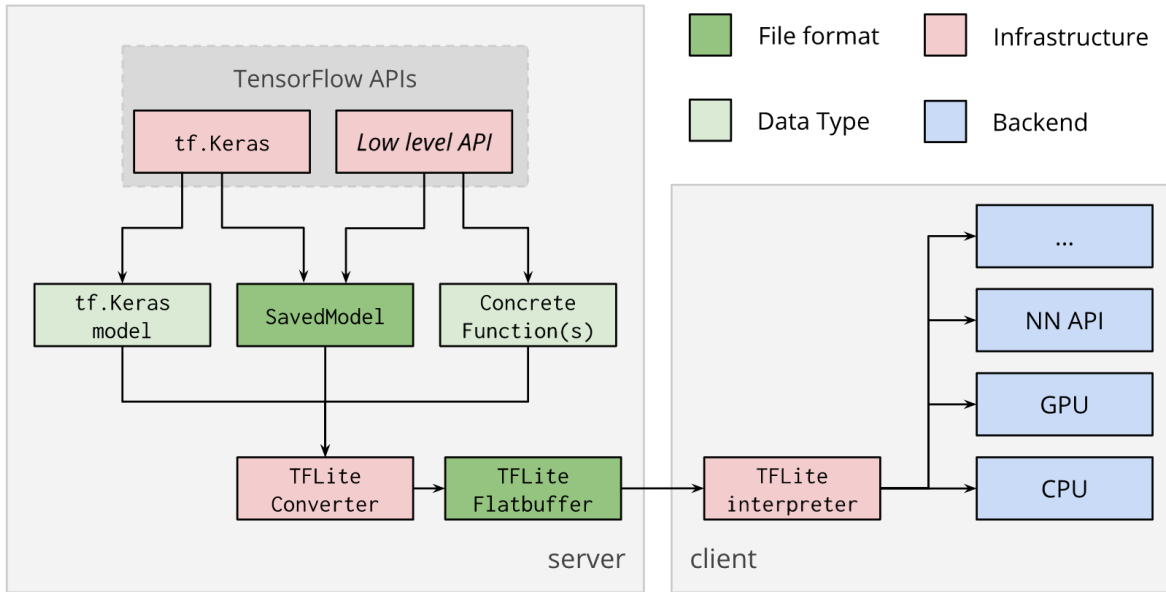 TensorFlow APIs
tf.Keras
Low level API
tf.Keras
model
SavedModel
Concrete
Function(s)
TFLite
Converter
TFLite
Flatbuffer
server
File format
Infrastructure
Data Type
Backend
TFLite
interpreter
...
NN API
GPU
CPU
client